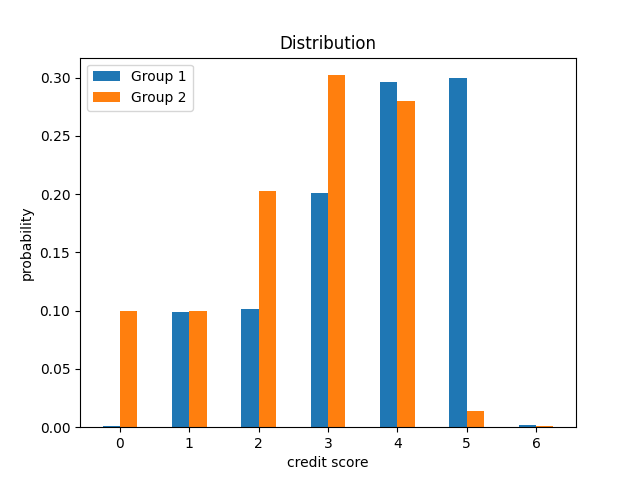 Distribution
Group 1
Group 2
0.30
0.25
0.20
0.15
0.10
0.05
0.00
probability
0 1 2 3 4 5 6
credit score